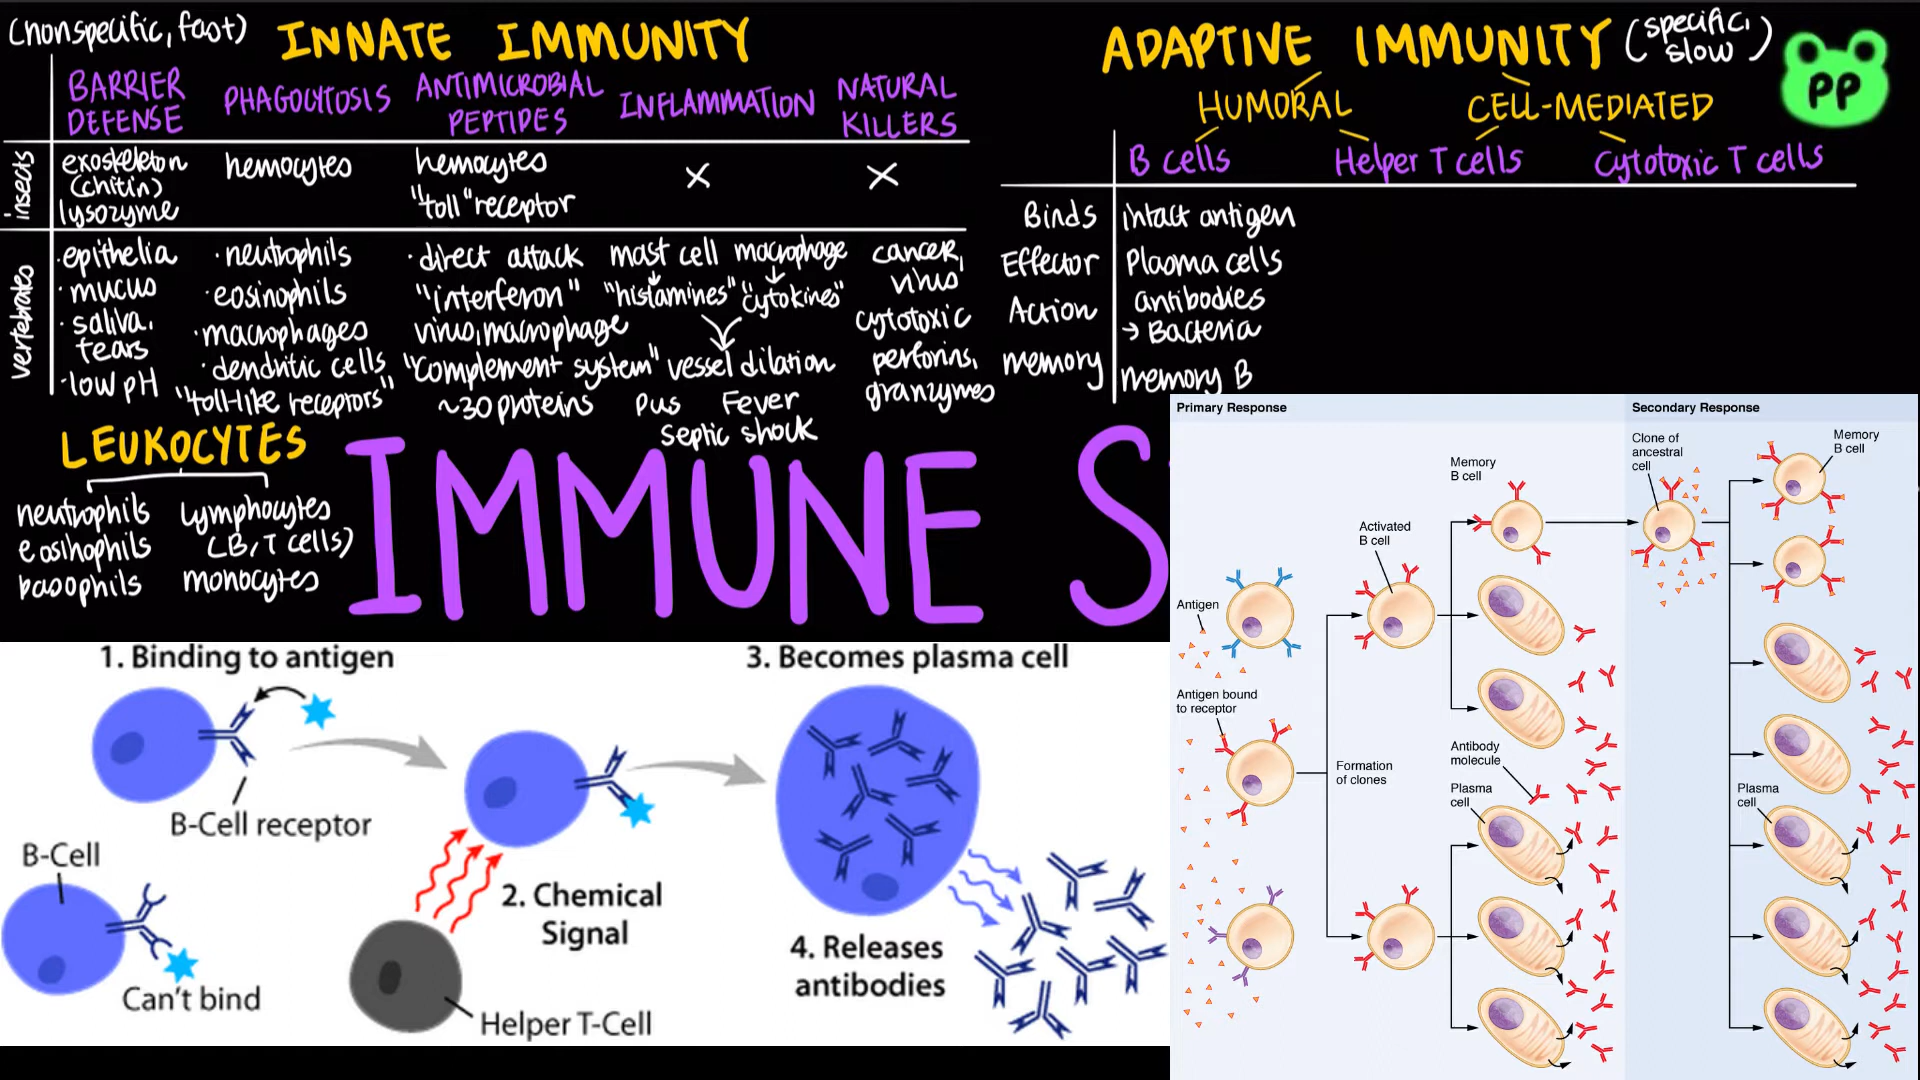 (nonspecific, fast)
INNATE IMMUNITY
BARRIER DEFENSE
PHAGOCYTOSIS
ANTIMICROBIAL PEPTIDES
INFLAMMATION
NATURAL KILLERS
insects
exoskeleton
(chitin)
lysozyme
hemocytes
hemocytes
"toll" receptor
X
X
vertebrates
· epithelia
· mucus
· saliva,
tears
· low pH
· neutrophils
· eosinophils
· macrophages
· dendritic cells
"toll-like receptors"
· direct attack
"interferon"
virus, macrophage
"complement system"
~30 proteins
mast cell macrophage
"histamines" "cytokines"
vessel dilation
pus Fever
septic shock
cancer,
virus
cytotoxic
perforins,
granzymes
ADAPTIVE IMMUNITY
(specific,
slow)
PP
HUMORAL
CELL-MEDIATED
B cells
Helper T cells
Cytotoxic T cells
Binds
intact antigen
Effector
Plasma cells
Action
antibodies
→ Bacteria
memory
memory B
LEUKOCYTES
neutrophils
eosinophils
basophils
lymphocytes
(B, T cells)
monocytes
IMMUNE S
1. Binding to antigen
B-Cell receptor
B-Cell
Can't bind
2. Chemical
Signal
Helper T-Cell
3. Becomes plasma cell
4. Releases
antibodies
Primary Response
Secondary Response
Antigen
Antigen bound
to receptor
Formation
of clones
Activated
B cell
Memory
B cell
Antibody
molecule
Plasma
cell
Clone of
ancestral
cell
Memory
B cell
Plasma
cell